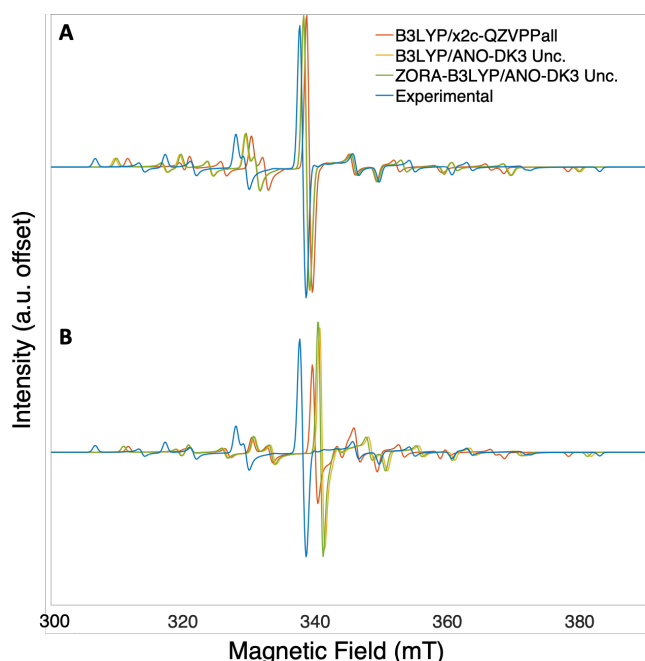 A
B3LYP/x2c-QZVPPall
B3LYP/ANO-DK3 Unc.
ZORA-B3LYP/ANO-DK3 Unc.
Experimental
Intensity (a.u. offset)
B
300 320 340 360 380
Magnetic Field (mT)